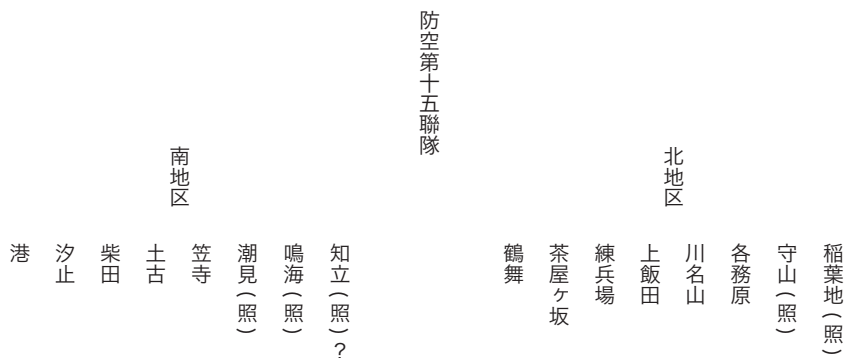 防空第十五聯隊
北地区
稲葉地(照)
守山(照)
各務原
川名山
上飯田
練兵場
茶屋ヶ坂
鶴舞
南地区
知立(照)?
鳴海(照)
潮見(照)
笠寺
土古
柴田
汐止
港